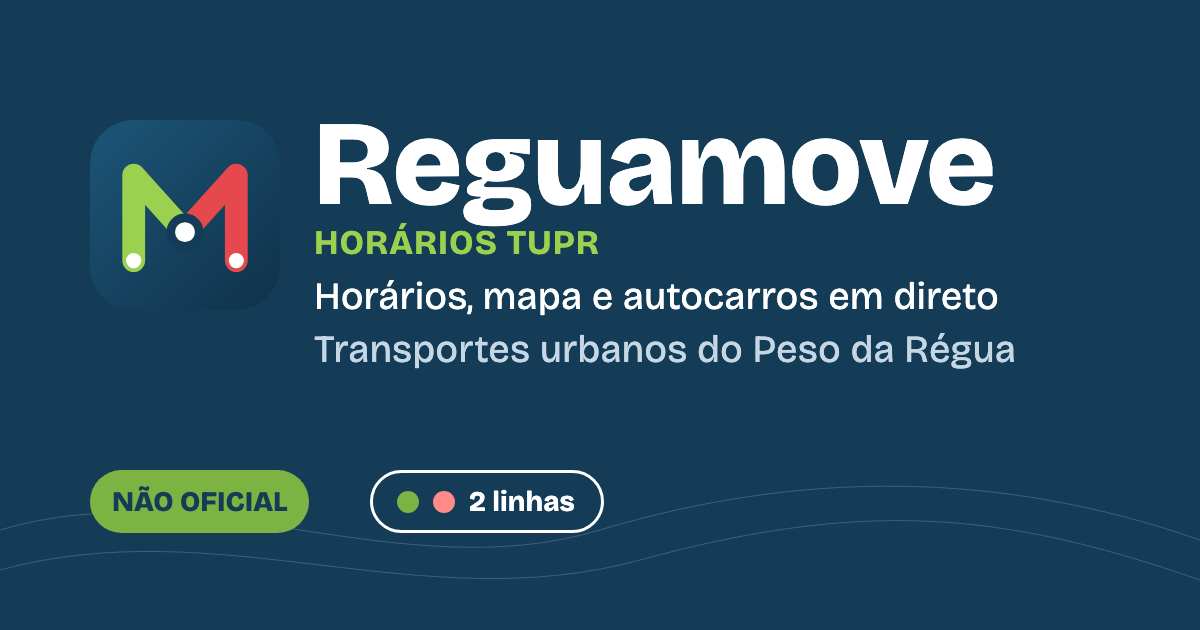 Reguamove
HORÁRIOS TUPR
Horários, mapa e autocarros em direto
Transportes urbanos do Peso da Régua
NÃO OFICIAL
2 linhas